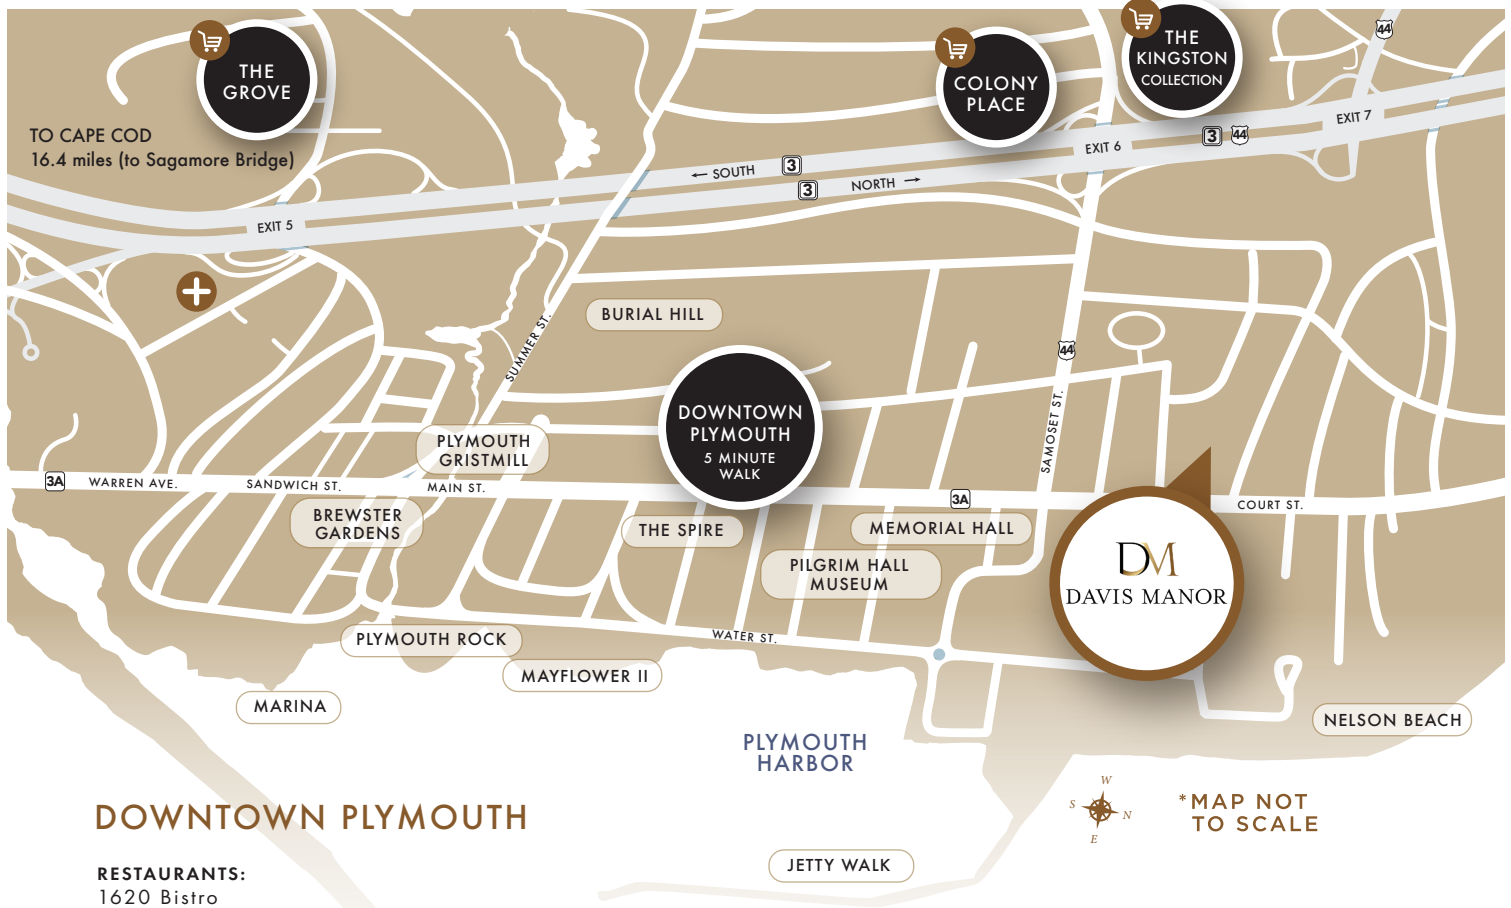 THE
GROVE
COLONY
PLACE
THE
KINGSTON
COLLECTION
44
TO CAPE COD
16.4 miles (to Sagamore Bridge)
EXIT 7
3
44
EXIT 6
← SOUTH
3
3
NORTH →
EXIT 5
BURIAL HILL
SUMMER ST.
44
DOWNTOWN
PLYMOUTH
5 MINUTE
WALK
SAMOSET ST.
PLYMOUTH
GRISTMILL
3A
WARREN AVE.
SANDWICH ST.
MAIN ST.
3A
COURT ST.
BREWSTER
GARDENS
THE SPIRE
MEMORIAL HALL
PILGRIM HALL
MUSEUM
DM
DAVIS MANOR
PLYMOUTH ROCK
WATER ST.
MAYFLOWER II
MARINA
NELSON BEACH
PLYMOUTH
HARBOR
W
S
N
E
*MAP NOT
TO SCALE
JETTY WALK
DOWNTOWN PLYMOUTH
RESTAURANTS:
1620 Bistro